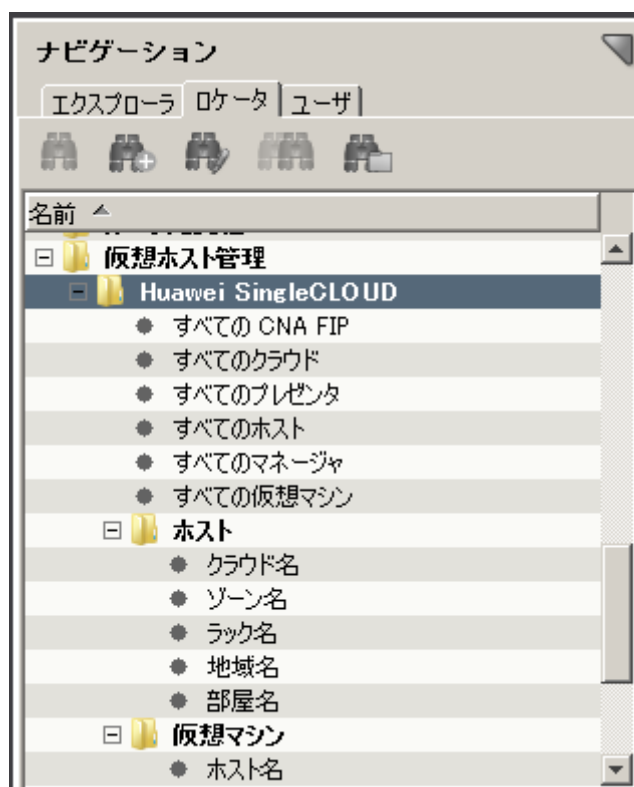 ナビゲーション
エクスプローラ ロケータ ユーザ
名前
仮想ホスト管理
Huawei SingleCLOUD
すべての CNA FIP
すべてのクラウド
すべてのプレゼンタ
すべてのホスト
すべてのマネージャ
すべての仮想マシン
ホスト
クラウド名
ゾーン名
ラック名
地域名
部屋名
仮想マシン
ホスト名